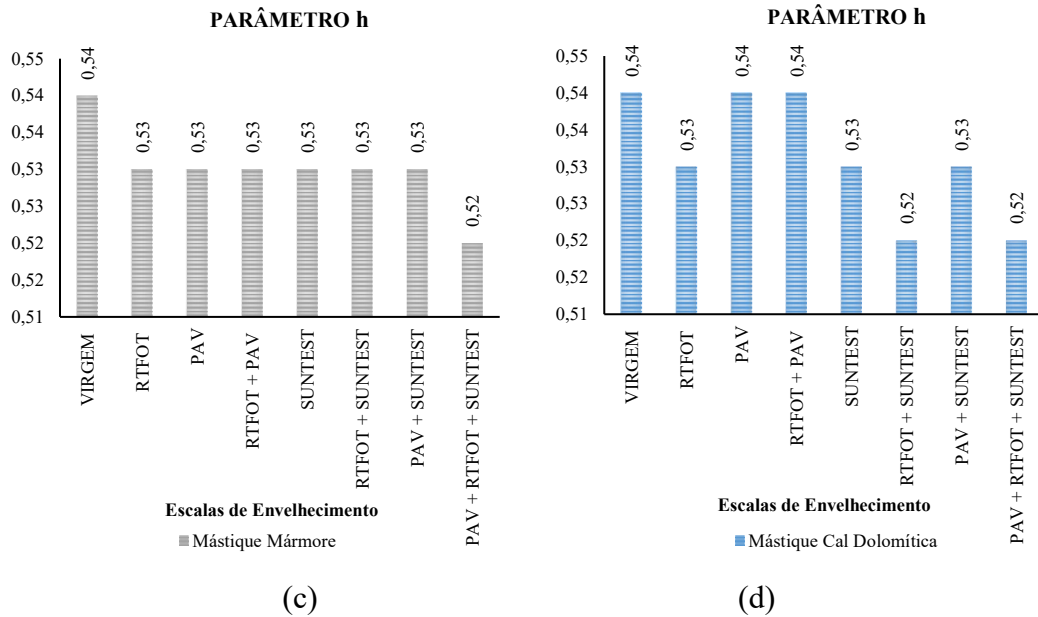 PARÂMETRO h
0,55
0,54
0,54
0,53
0,53
0,52
0,52
0,51
0,54
0,53
0,53
0,53
0,53
0,53
0,53
0,52
VIRGEM
RTFOT
PAV
RTFOT + PAV
SUNTEST
RTFOT + SUNTEST
PAV + SUNTEST
PAV + RTFOT + SUNTEST
Escalas de Envelhecimento
Mástique Mármore
(c)
PARÂMETRO h
0,55
0,54
0,54
0,53
0,53
0,52
0,52
0,51
0,54
0,53
0,54
0,54
0,53
0,52
0,53
0,52
VIRGEM
RTFOT
PAV
RTFOT + PAV
SUNTEST
RTFOT + SUNTEST
PAV + SUNTEST
PAV + RTFOT + SUNTEST
Escalas de Envelhecimento
Mástique Cal Dolomítica
(d)